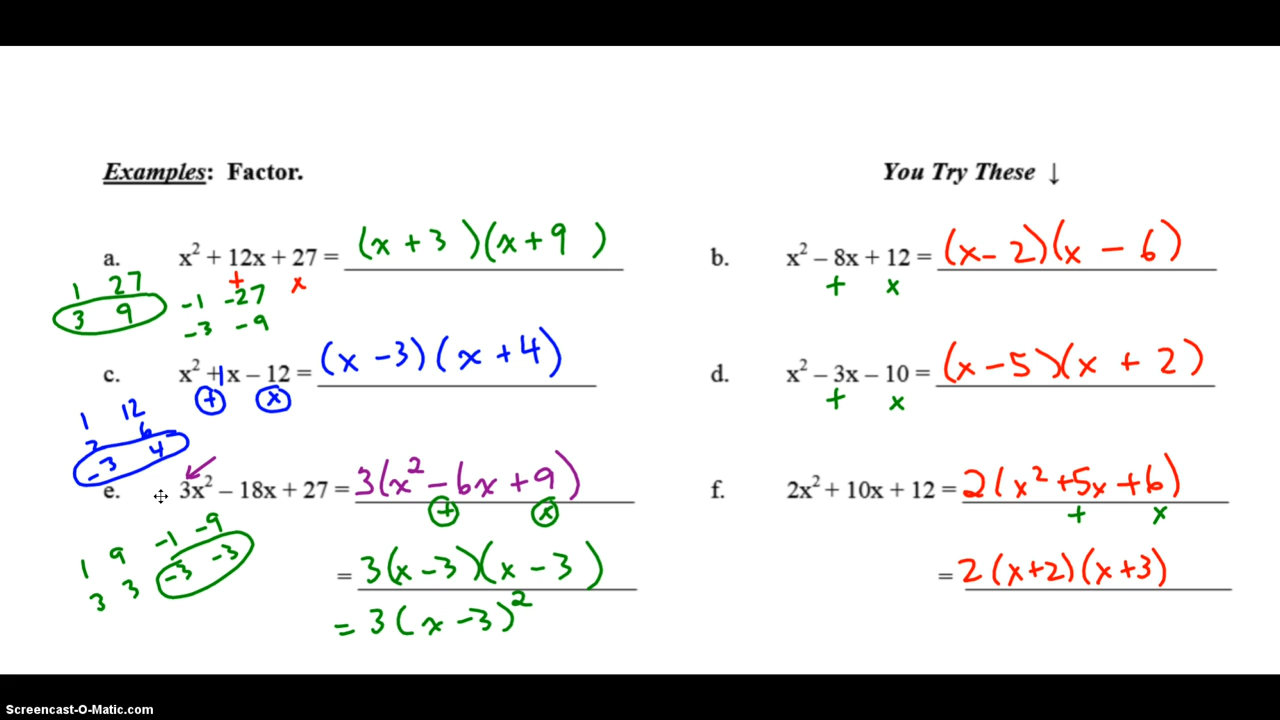 Examples: Factor.
You Try These ↓
a. x² + 12x + 27 = (x + 3 )(x + 9 )
+ x
1 27
3 9
-1 -27
-3 -9
b. x² – 8x + 12 = (x - 2)(x - 6)
+ x
c. x² + 1x – 12 = (x - 3)(x + 4)
+ x
1 12
2 6
-3 4
d. x² – 3x – 10 = (x - 5)(x + 2)
+ x
e. 3x² – 18x + 27 = 3(x² - 6x + 9)
+ x
1 9 -1 -9
3 3 -3 -3
= 3(x - 3)(x - 3)
= 3(x - 3)²
f. 2x² + 10x + 12 = 2(x² + 5x + 6)
+ x
= 2(x + 2)(x + 3)
Screencast-O-Matic.com